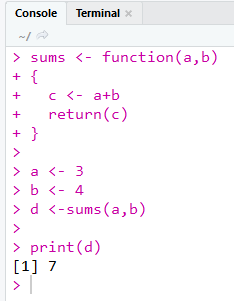 Console Terminal ×
~/
> sums <- function(a,b)
+ {
+   c <- a+b
+   return(c)
+ }
>
> a <- 3
> b <- 4
> d <-sums(a,b)
>
> print(d)
[1] 7
>